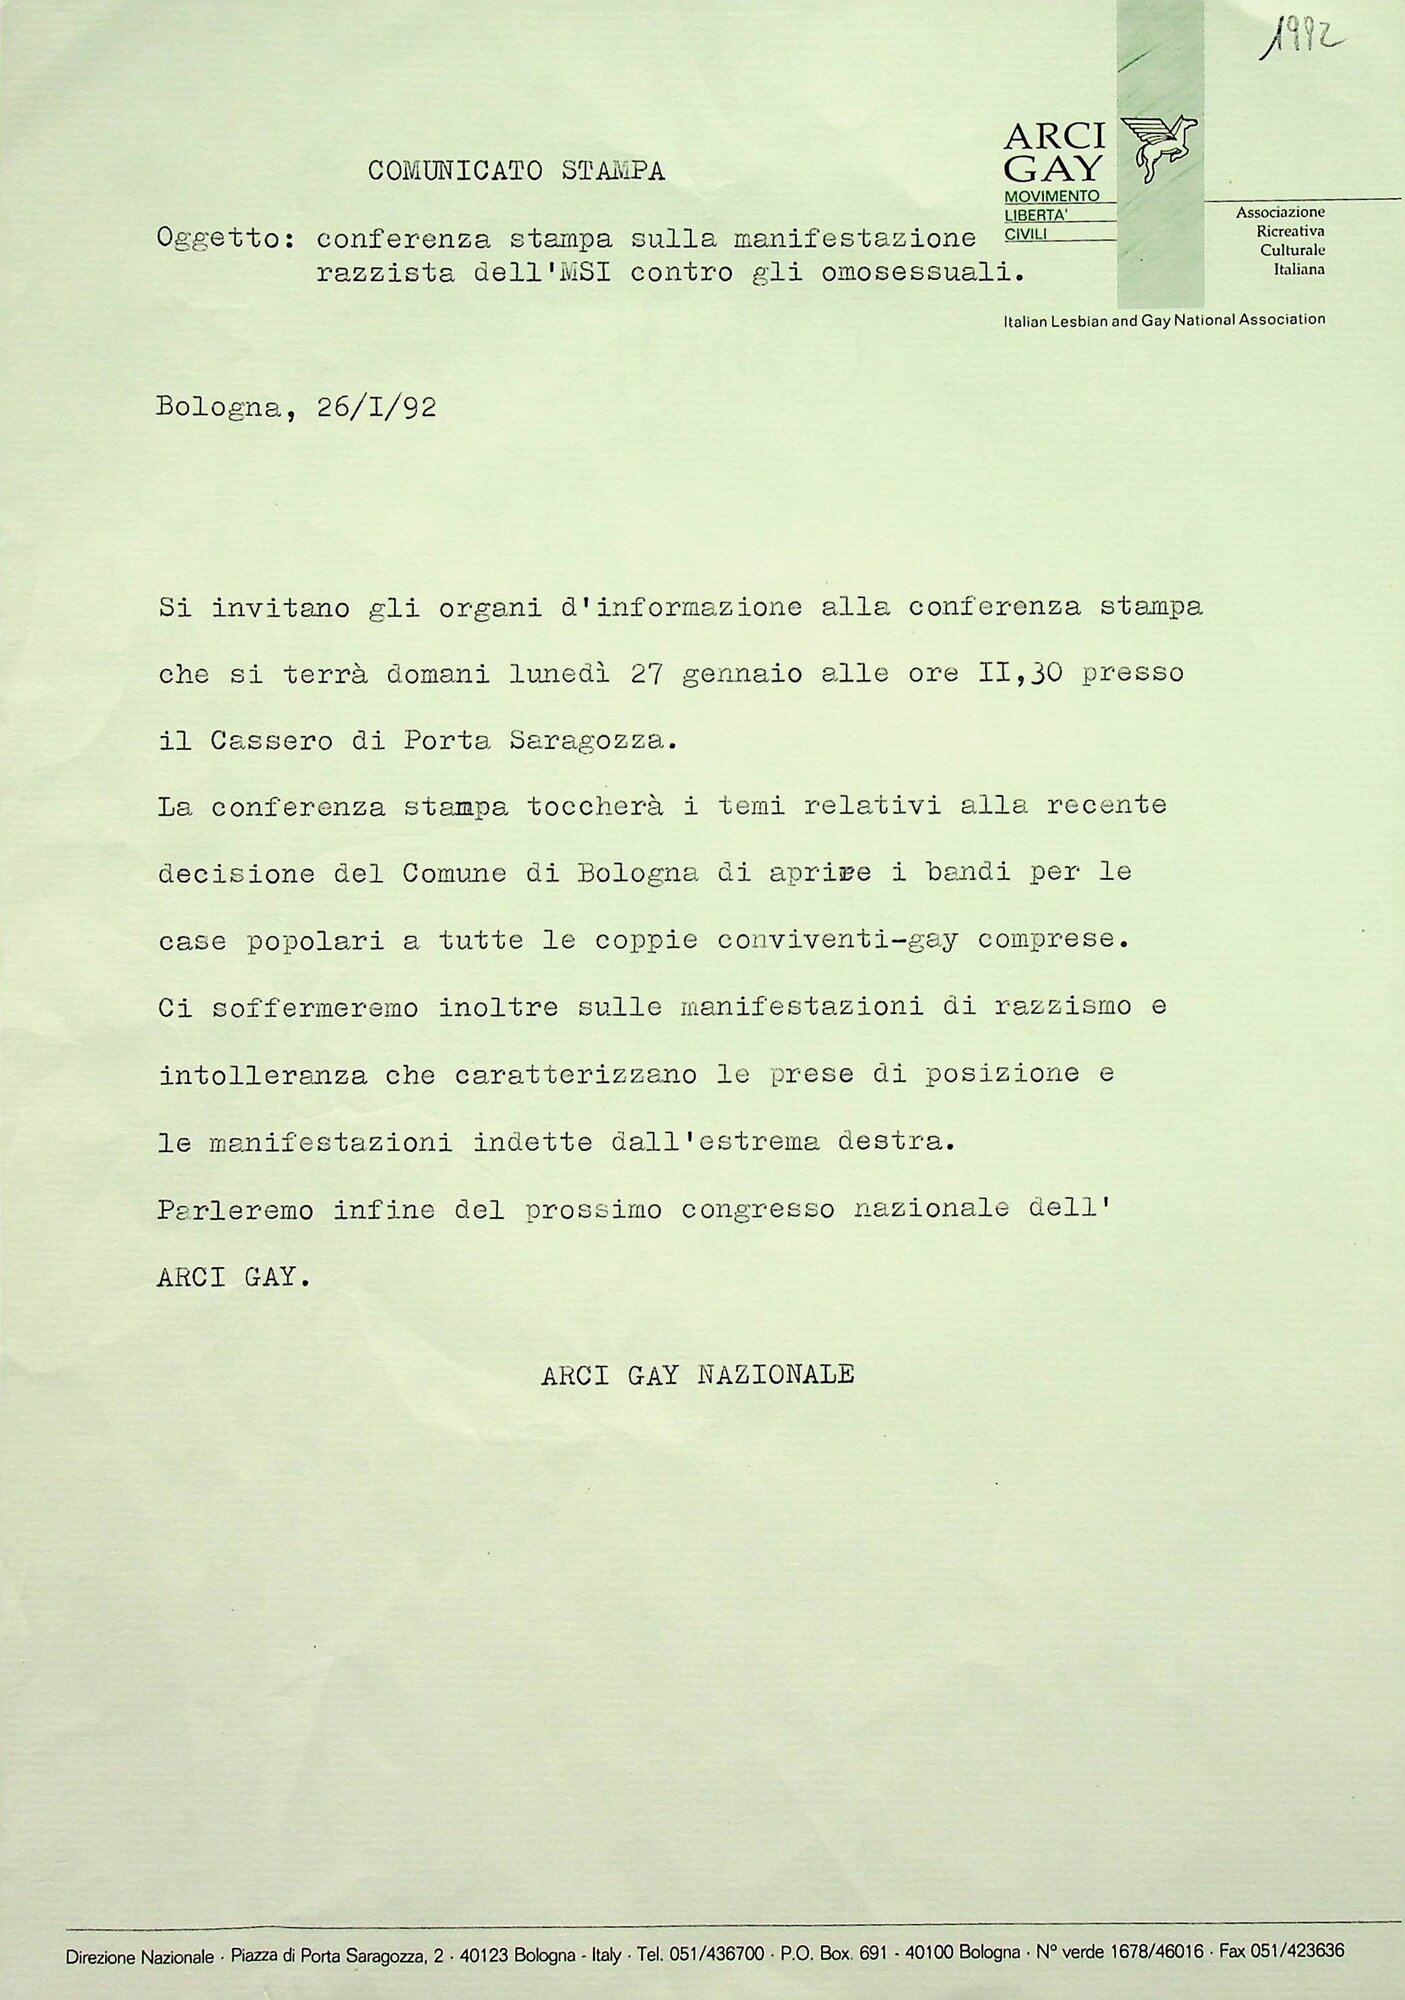 1992
ARCI
GAY
MOVIMENTO
LIBERTA'
CIVILI
Associazione
Ricreativa
Culturale
Italiana
Italian Lesbian and Gay National Association
COMUNICATO STAMPA
Oggetto: conferenza stampa sulla manifestazione
razzista dell'MSI contro gli omosessuali.
Bologna, 26/I/92
Si invitano gli organi d'informazione alla conferenza stampa
che si terrà domani lunedì 27 gennaio alle ore II,30 presso
il Cassero di Porta Saragozza.
La conferenza stampa toccherà i temi relativi alla recente
decisione del Comune di Bologna di aprire i bandi per le
case popolari a tutte le coppie conviventi-gay comprese.
Ci soffermeremo inoltre sulle manifestazioni di razzismo e
intolleranza che caratterizzano le prese di posizione e
le manifestazioni indette dall'estrema destra.
Parleremo infine del prossimo congresso nazionale dell'
ARCI GAY.
ARCI GAY NAZIONALE
Direzione Nazionale · Piazza di Porta Saragozza, 2 · 40123 Bologna - Italy · Tel. 051/436700 · P.O. Box. 691 - 40100 Bologna · N° verde 1678/46016 · Fax 051/423636